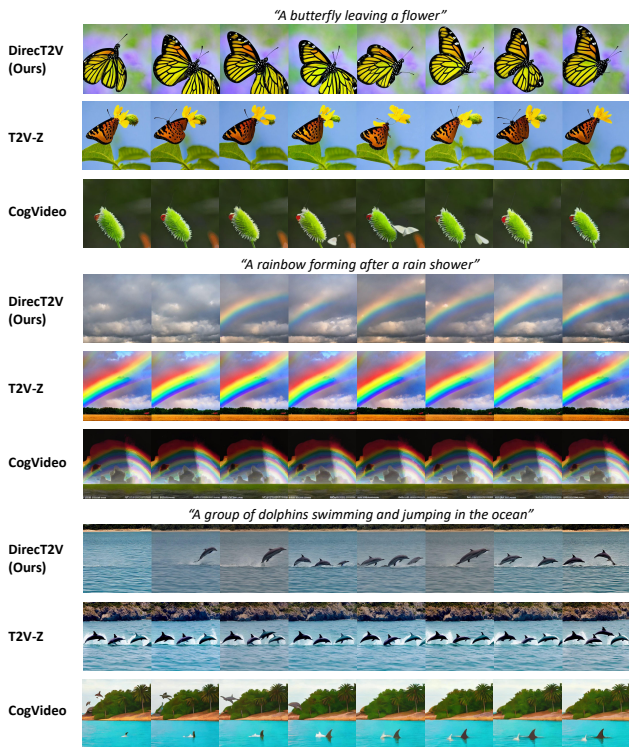 “A butterfly leaving a flower”
DirecT2V
(Ours)
T2V-Z
CogVideo
“A rainbow forming after a rain shower”
DirecT2V
(Ours)
T2V-Z
CogVideo
“A group of dolphins swimming and jumping in the ocean”
DirecT2V
(Ours)
T2V-Z
CogVideo